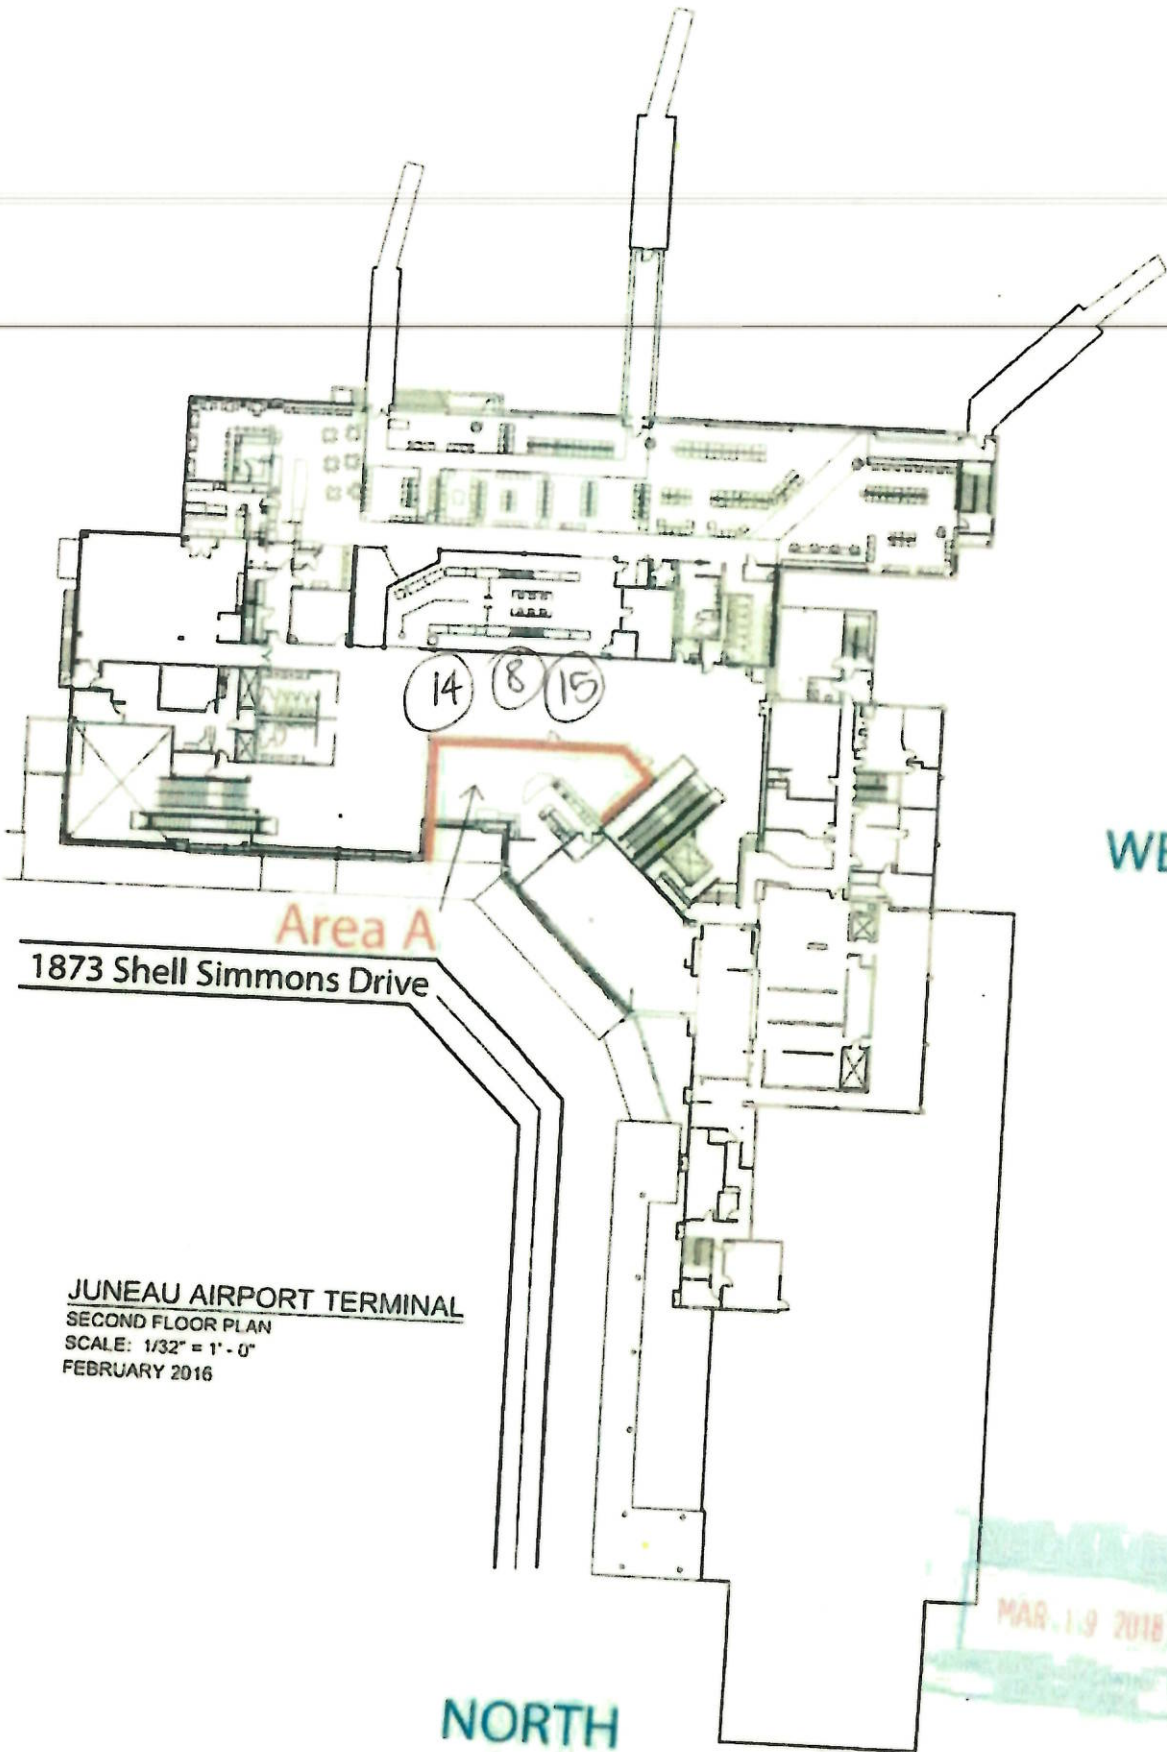 14
8
15
WE
Area A
1873 Shell Simmons Drive
JUNEAU AIRPORT TERMINAL
SECOND FLOOR PLAN
SCALE: 1/32" = 1' - 0"
FEBRUARY 2016
MAR 19 2018
NORTH